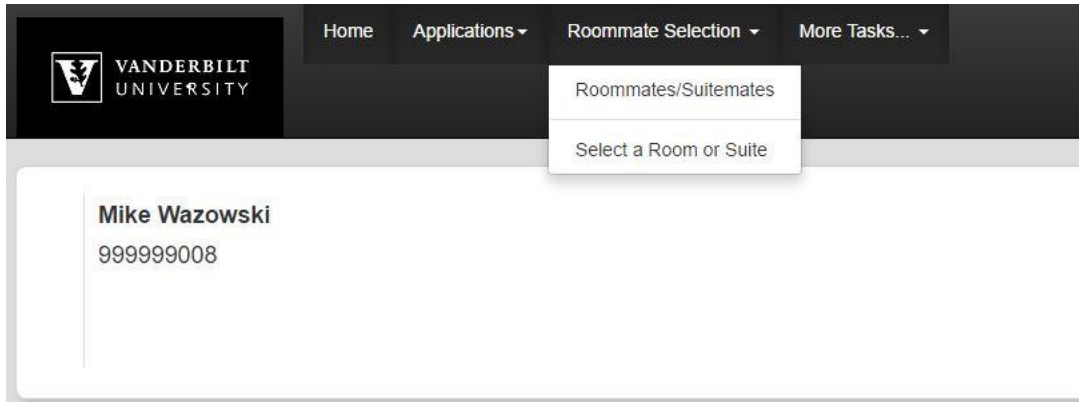 Home Applications Roommate Selection More Tasks...
VANDERBILT
UNIVERSITY
Roommates/Suitemates
Select a Room or Suite
Mike Wazowski
999999008